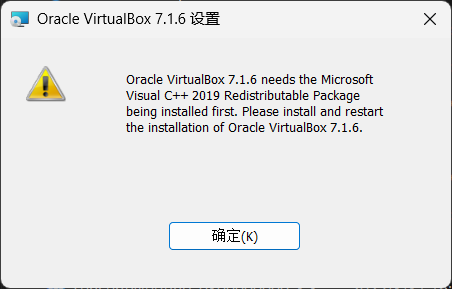 Oracle VirtualBox 7.1.6 设置
Oracle VirtualBox 7.1.6 needs the Microsoft
Visual C++ 2019 Redistributable Package
being installed first. Please install and restart
the installation of Oracle VirtualBox 7.1.6.
确定(K)